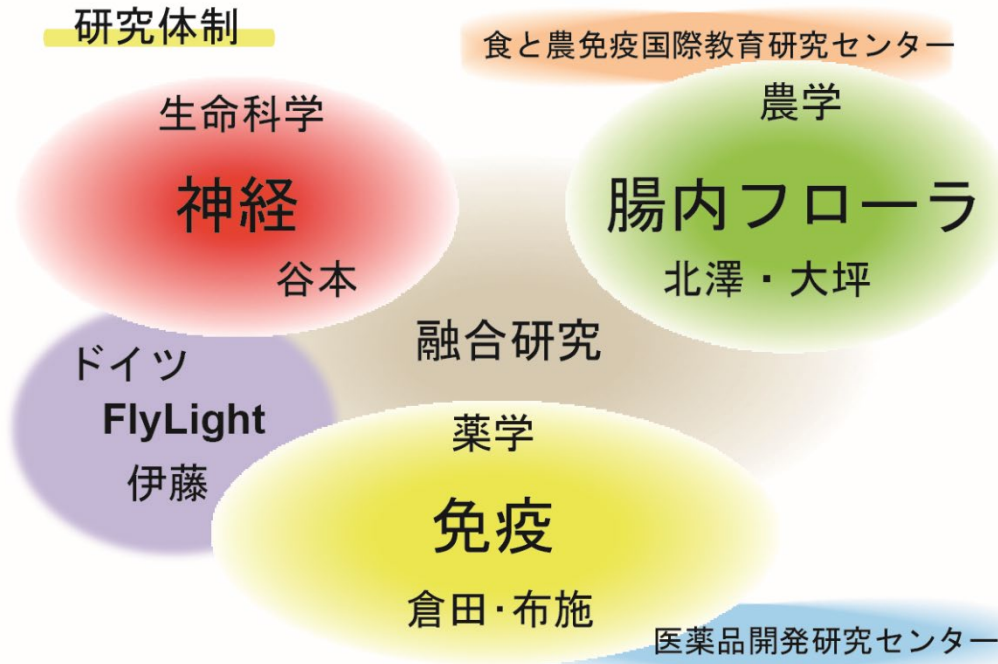 研究体制
食と農免疫国際教育研究センター
生命科学
神経
谷本
農学
腸内フローラ
北澤・大坪
融合研究
ドイツ
FlyLight
伊藤
薬学
免疫
倉田・布施
医薬品開発研究センター